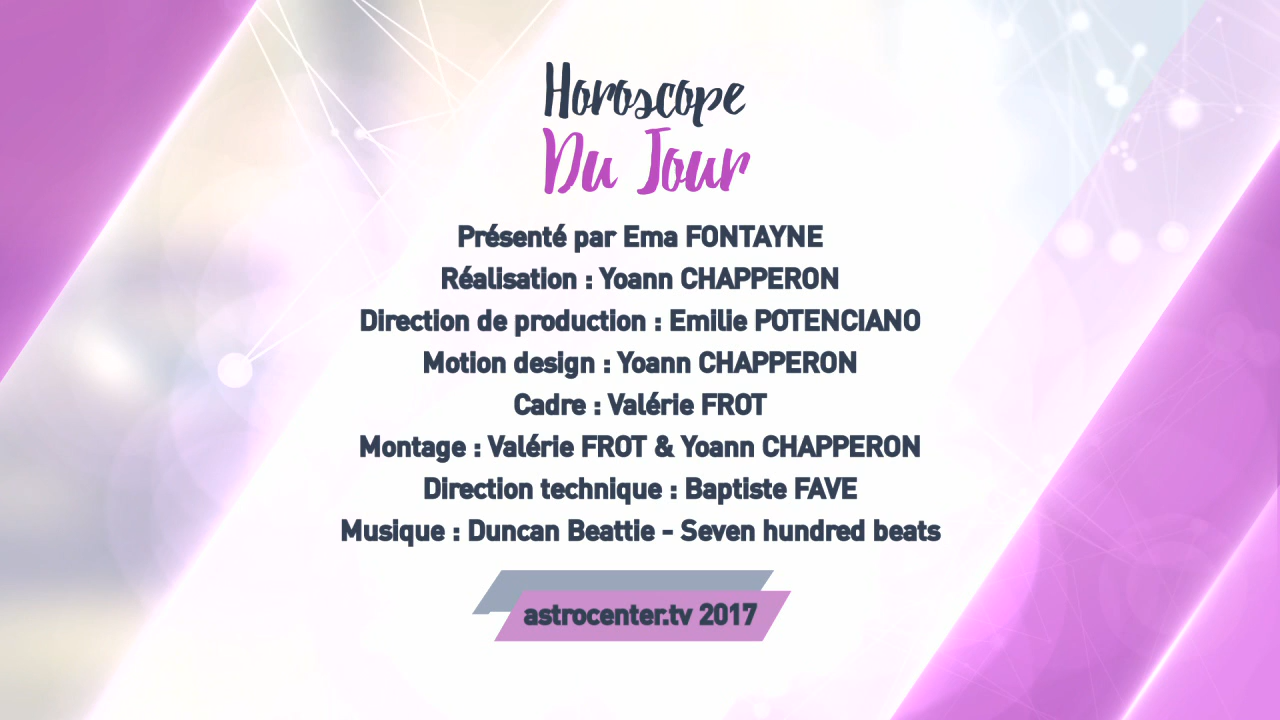 Horoscope
Du Jour
Présenté par Ema FONTAYNE
Réalisation : Yoann CHAPPERON
Direction de production : Emilie POTENCIANO
Motion design : Yoann CHAPPERON
Cadre : Valérie FROT
Montage : Valérie FROT & Yoann CHAPPERON
Direction technique : Baptiste FAVE
Musique : Duncan Beattie - Seven hundred beats
astrocenter.tv 2017